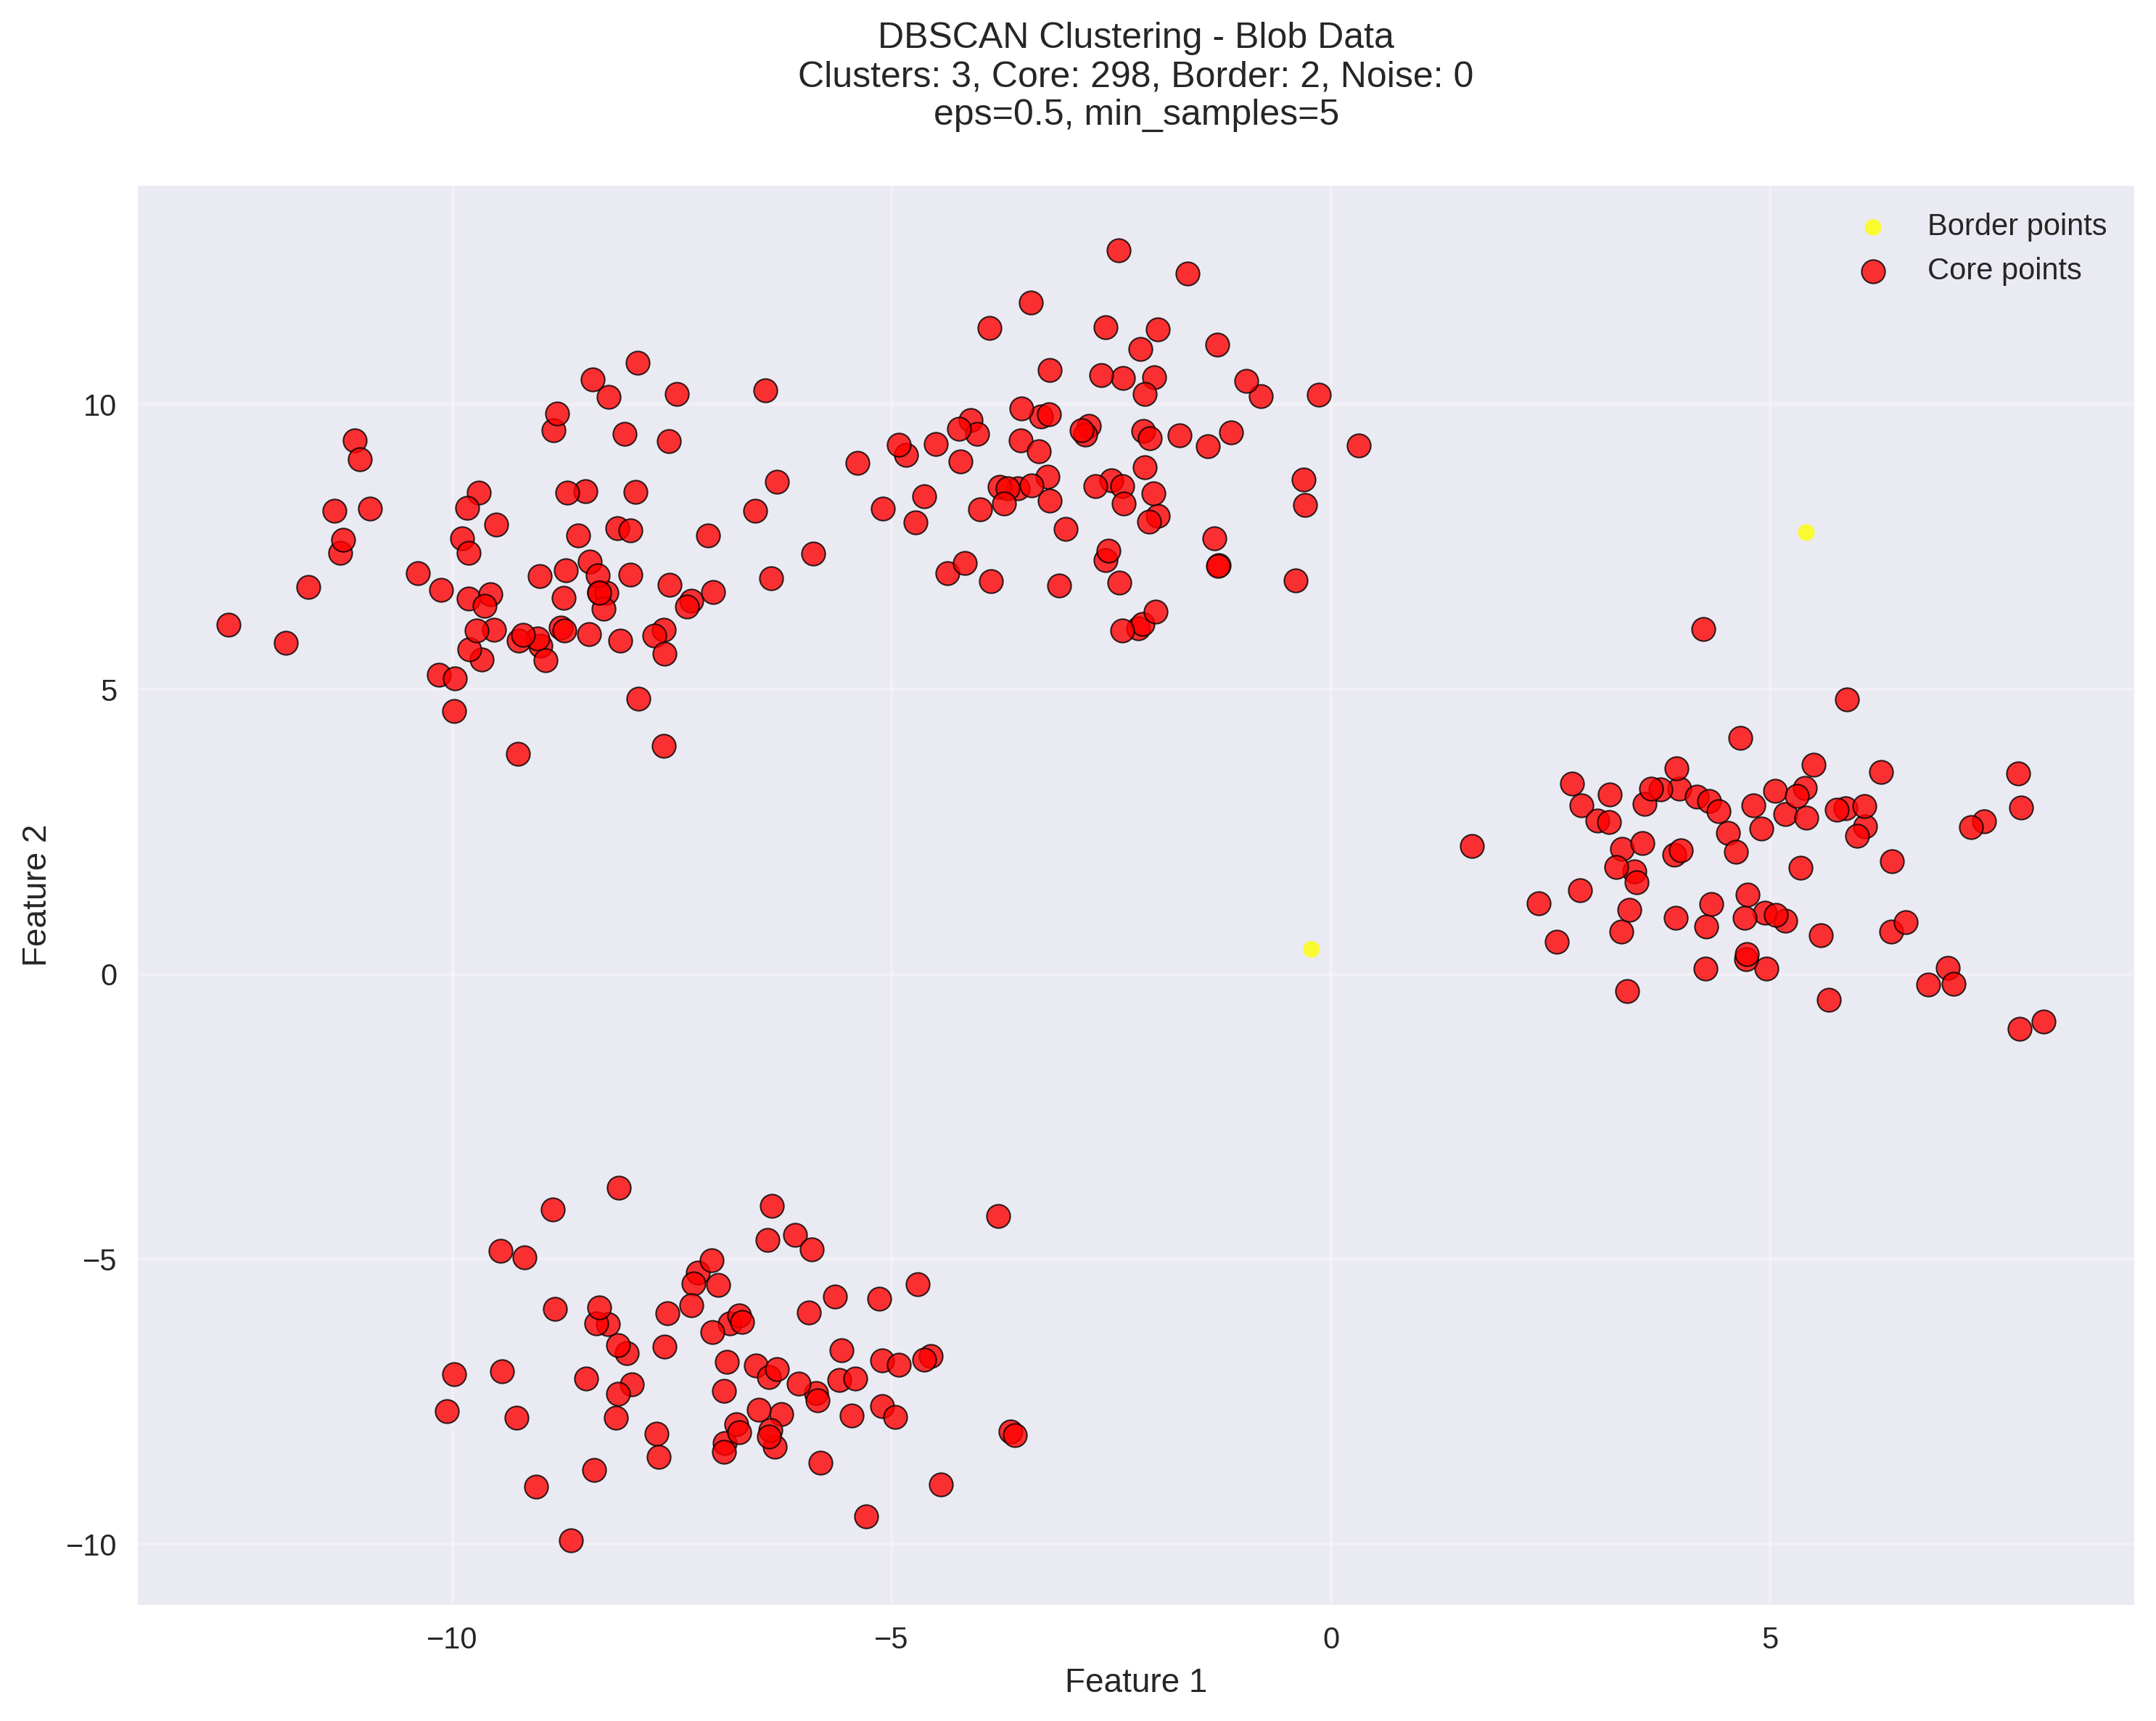 DBSCAN Clustering - Blob Data
Clusters: 3, Core: 298, Border: 2, Noise: 0
eps=0.5, min_samples=5
Border points
Core points
10
5
0
−5
−10
Feature 2
−10
−5
0
5
Feature 1